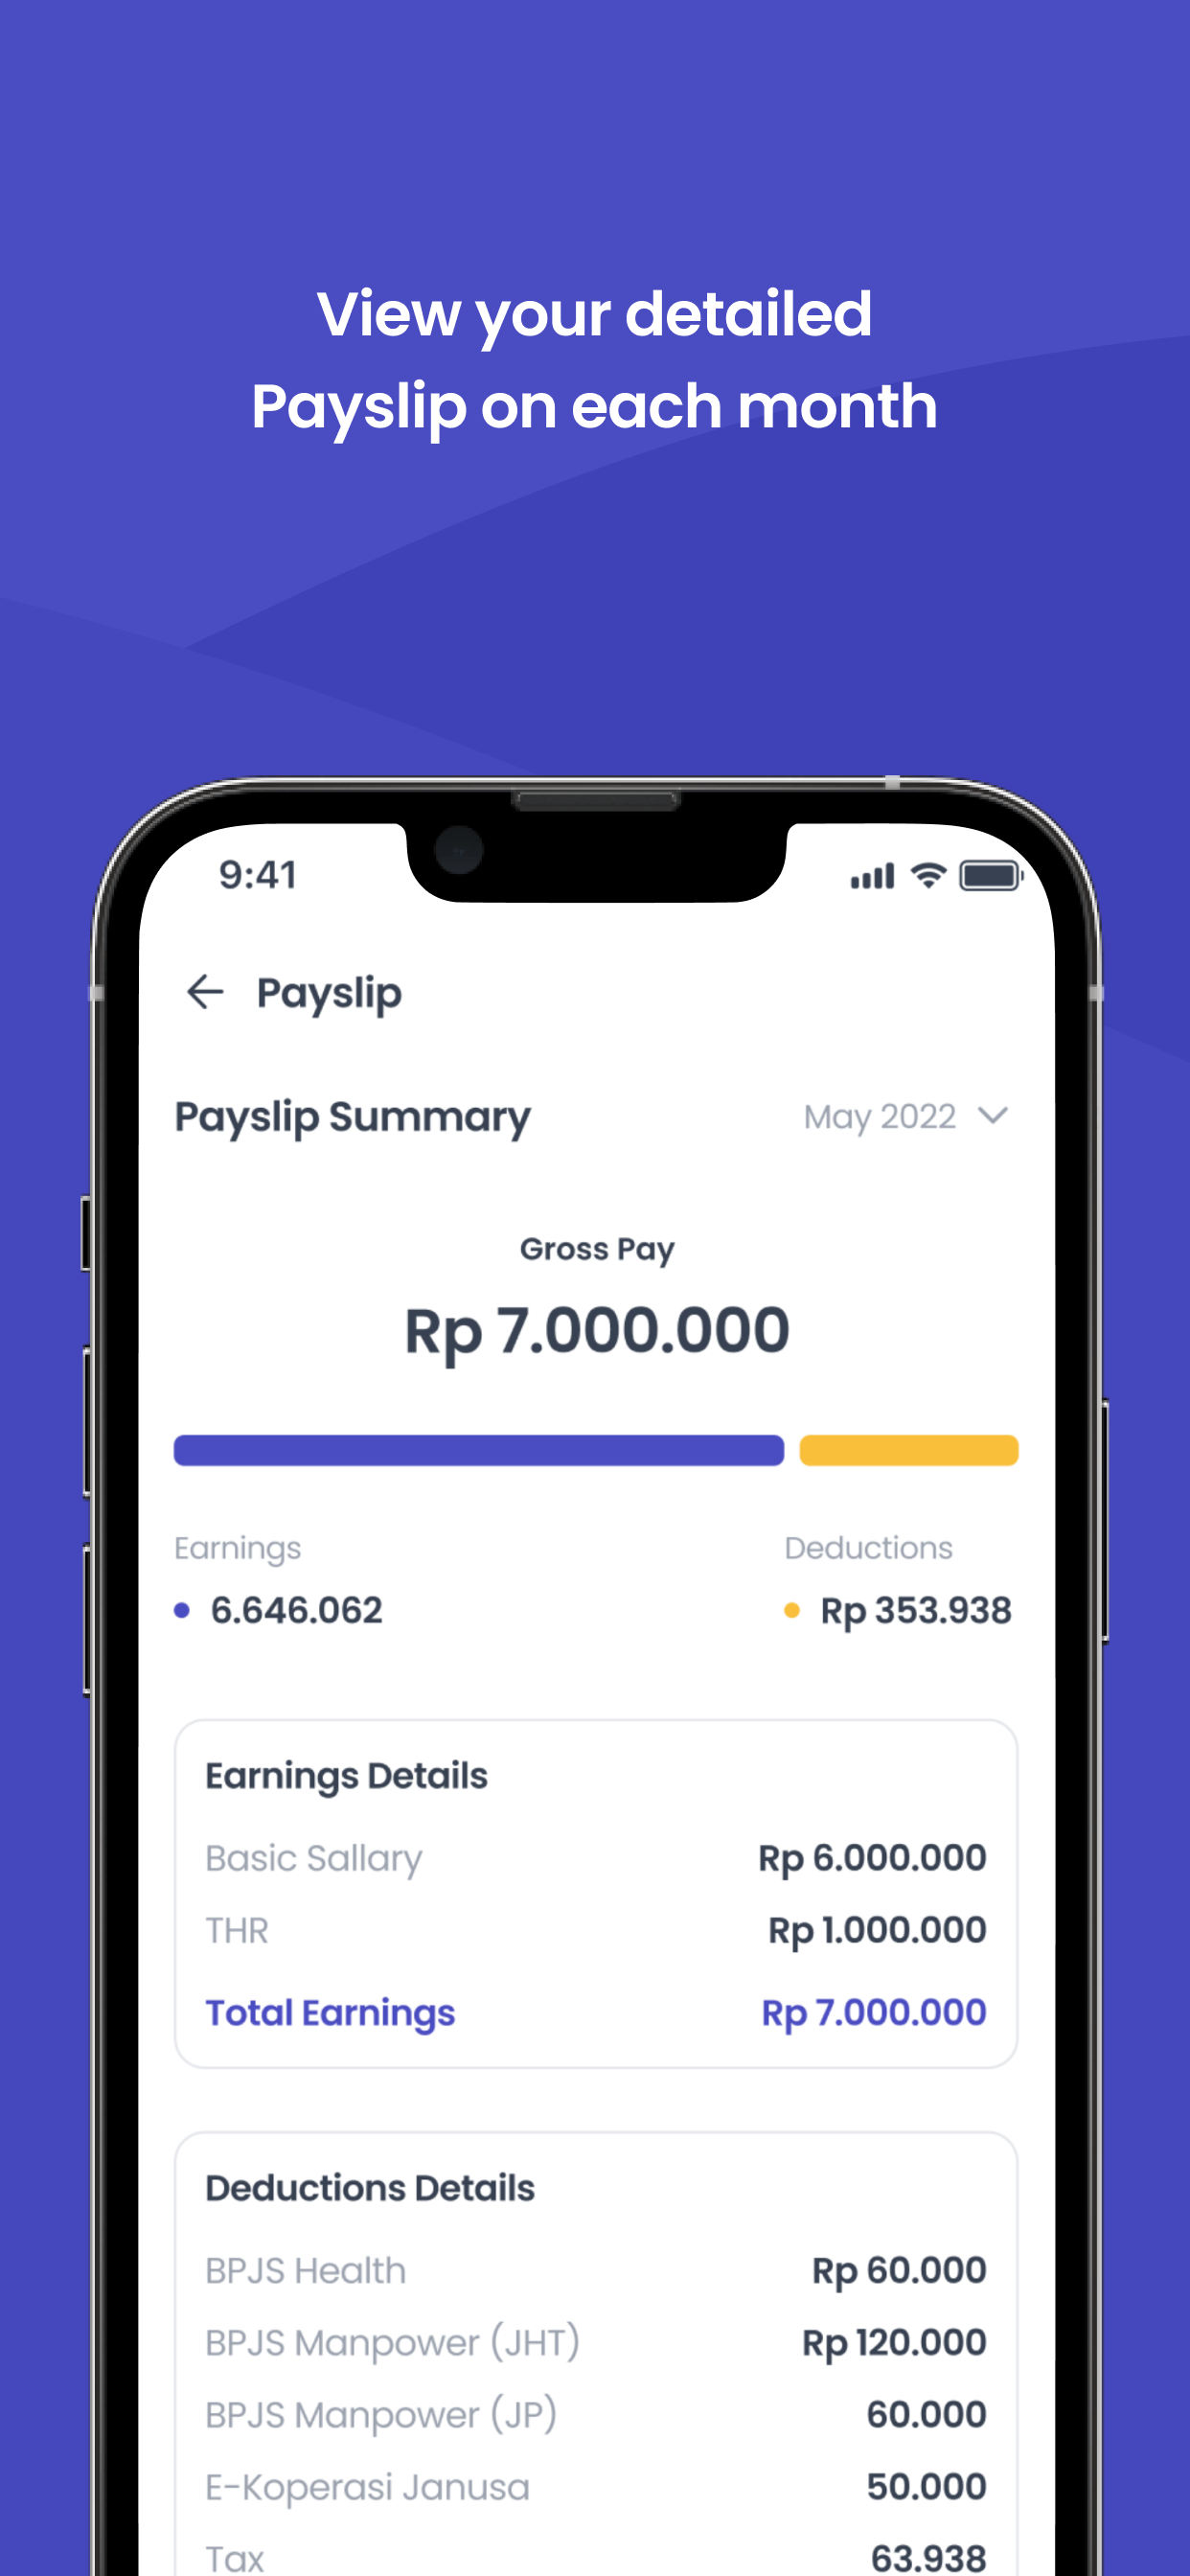 View your detailed
Payslip on each month
9:41
Payslip
Payslip Summary
May 2022
Gross Pay
Rp 7.000.000
Earnings
Deductions
6.646.062
Rp 353.938
Earnings Details
Basic Sallary
Rp 6.000.000
THR
Rp 1.000.000
Total Earnings
Rp 7.000.000
Deductions Details
BPJS Health
Rp 60.000
BPJS Manpower (JHT)
Rp 120.000
BPJS Manpower (JP)
60.000
E-Koperasi Janusa
50.000
Tax
63.938